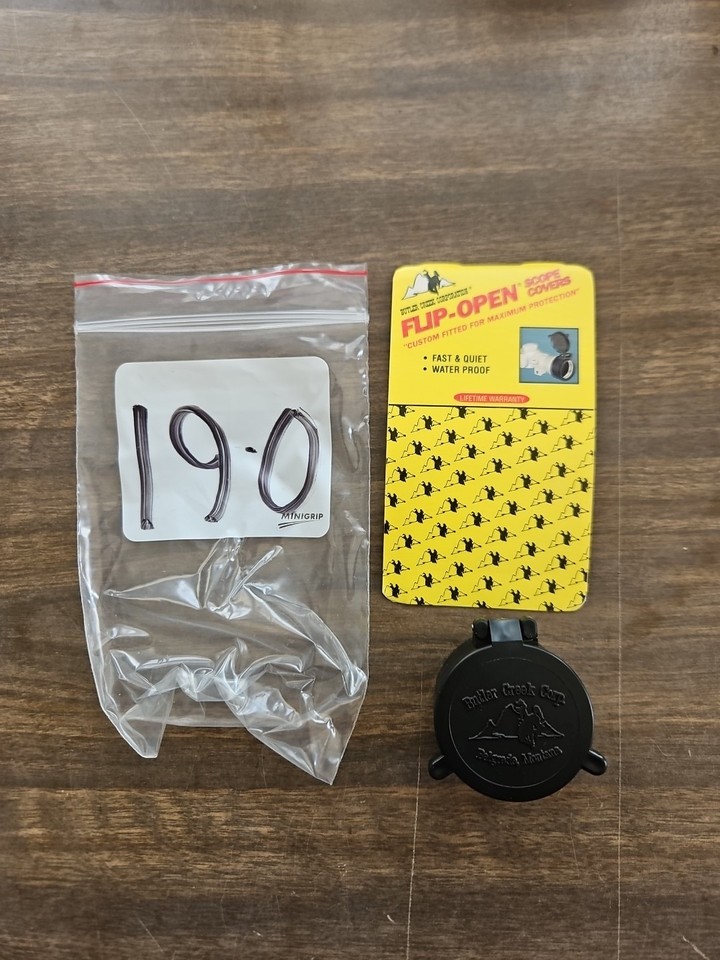 19-0
MINIGRIP
BUTLER CREEK CORPORATION®
FLIP-OPEN® SCOPE COVERS
"CUSTOM FITTED FOR MAXIMUM PROTECTION"
• FAST & QUIET
• WATER PROOF
LIFETIME WARRANTY
Butler Creek Corp.
Belgrade, Montana